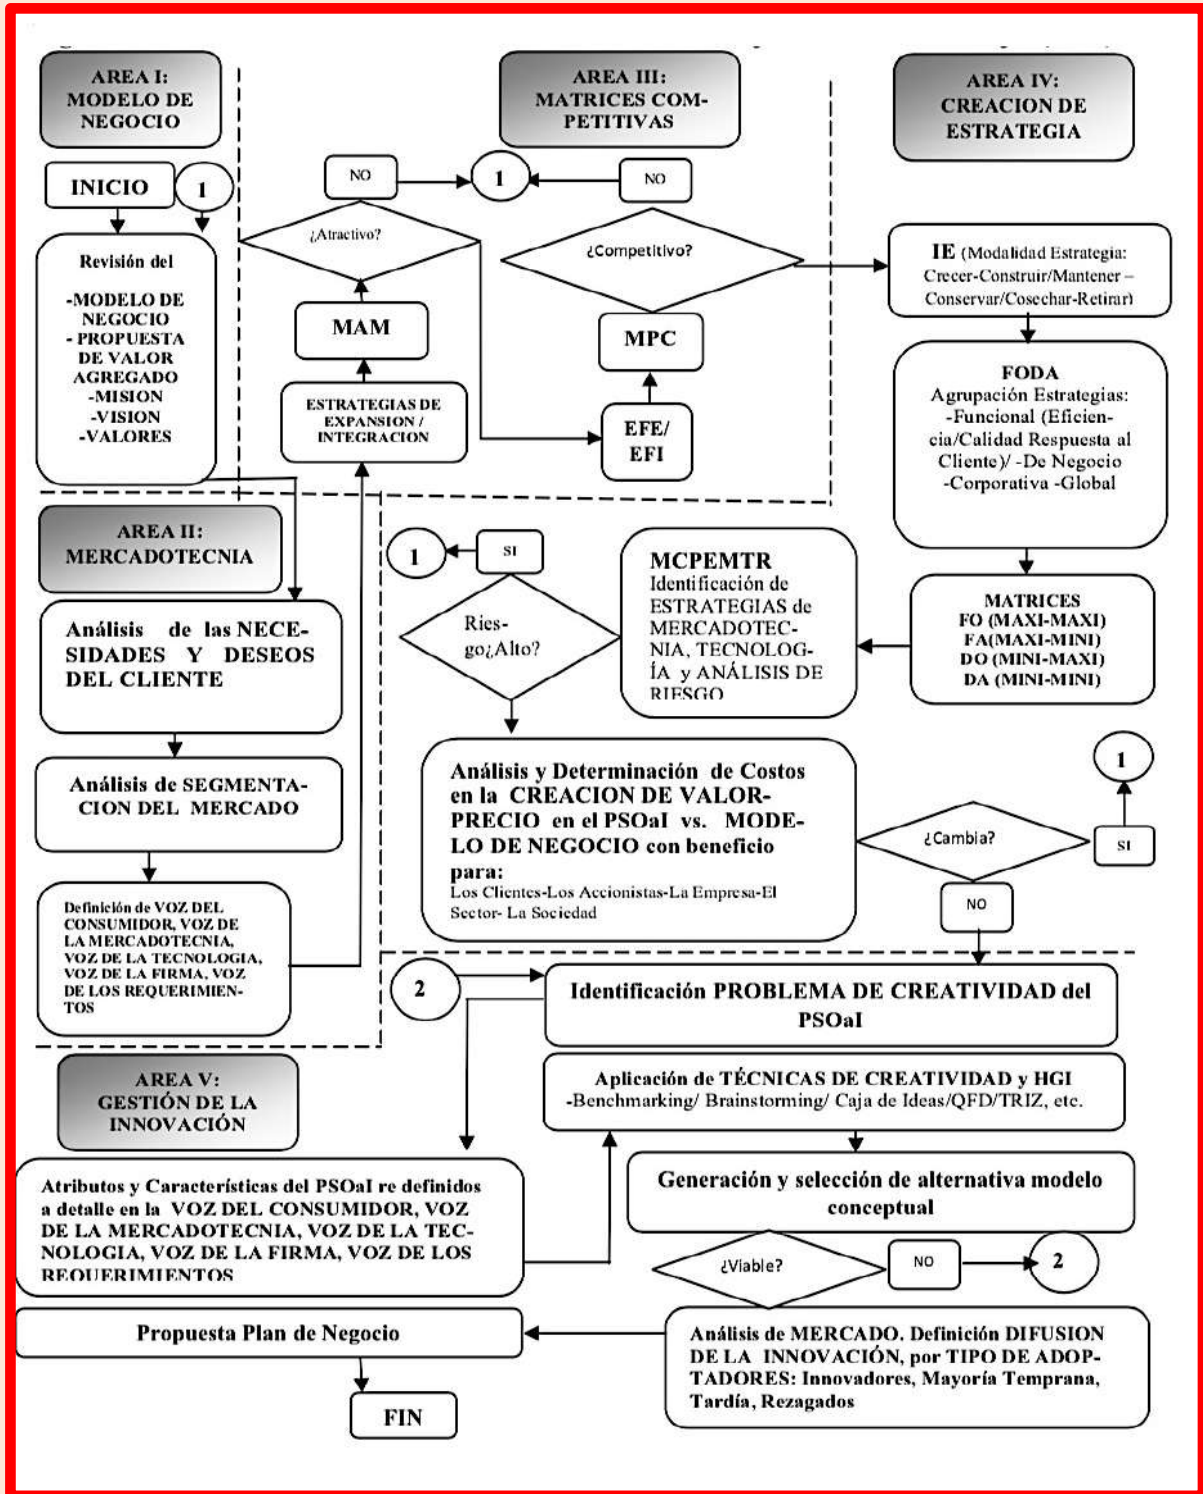 AREA I:
MODELO DE
NEGOCIO
INICIO
1
Revisión del
-MODELO DE
NEGOCIO
- PROPUESTA
DE VALOR
AGREGADO
-MISION
-VISION
-VALORES
AREA II:
MERCADOTECNIA
Análisis de las NECE-
SIDADES Y DESEOS
DEL CLIENTE
Análisis de SEGMENTA-
CION DEL MERCADO
Definición de VOZ DEL
CONSUMIDOR, VOZ DE
LA MERCADOTECNIA,
VOZ DE LA TECNOLOGIA,
VOZ DE LA FIRMA, VOZ
DE LOS REQUERIMIEN-
TOS
AREA III:
MATRICES COM-
PETITIVAS
NO
1
NO
¿Atractivo?
¿Competitivo?
MAM
MPC
ESTRATEGIAS DE
EXPANSION /
INTEGRACION
EFE/
EFI
AREA IV:
CREACION DE
ESTRATEGIA
IE (Modalidad Estrategia:
Crecer-Construir/Mantener –
Conservar/Cosechar-Retirar)
FODA
Agrupación Estrategias:
-Funcional (Eficien-
cia/Calidad Respuesta al
Cliente)/ -De Negocio
-Corporativa -Global
MATRICES
FO (MAXI-MAXI)
FA(MAXI-MINI)
DO (MINI-MAXI)
DA (MINI-MINI)
MCPEMTR
Identificación de
ESTRATEGIAS de
MERCADOTEC-
NIA, TECNOLOG-
ÍA y ANÁLISIS DE
RIESGO
1
SI
Ries-
go¿Alto?
Análisis y Determinación de Costos
en la CREACION DE VALOR-
PRECIO en el PSOaI vs. MODE-
LO DE NEGOCIO con beneficio
para:
Los Clientes-Los Accionistas-La Empresa-El
Sector- La Sociedad
¿Cambia?
1
SI
NO
2
Identificación PROBLEMA DE CREATIVIDAD del
PSOaI
AREA V:
GESTIÓN DE LA
INNOVACIÓN
Aplicación de TÉCNICAS DE CREATIVIDAD y HGI
-Benchmarking/ Brainstorming/ Caja de Ideas/QFD/TRIZ, etc.
Atributos y Características del PSOaI re definidos
a detalle en la VOZ DEL CONSUMIDOR, VOZ
DE LA MERCADOTECNIA, VOZ DE LA TEC-
NOLOGIA, VOZ DE LA FIRMA, VOZ DE LOS
REQUERIMIENTOS
Generación y selección de alternativa modelo
conceptual
¿Viable?
NO
2
Análisis de MERCADO. Definición DIFUSION
DE LA INNOVACIÓN, por TIPO DE ADOP-
TADORES: Innovadores, Mayoría Temprana,
Tardía, Rezagados
Propuesta Plan de Negocio
FIN